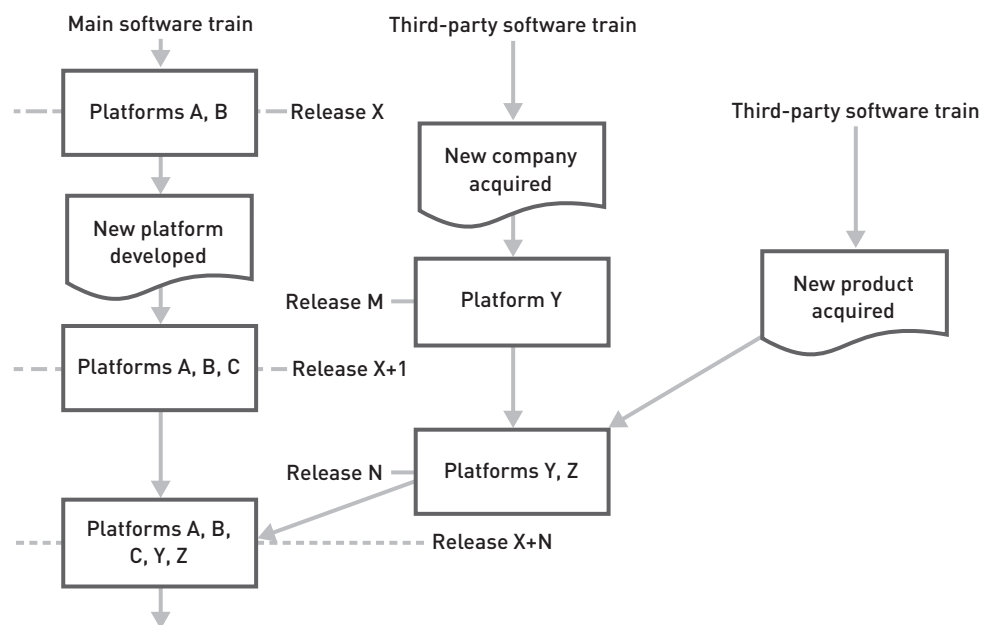 Main software train
Third-party software train
Platforms A, B
Release X
Third-party software train
New company
acquired
New platform
developed
Release M
Platform Y
New product
acquired
Platforms A, B, C
Release X+1
Release N
Platforms Y, Z
Platforms A, B,
C, Y, Z
Release X+N